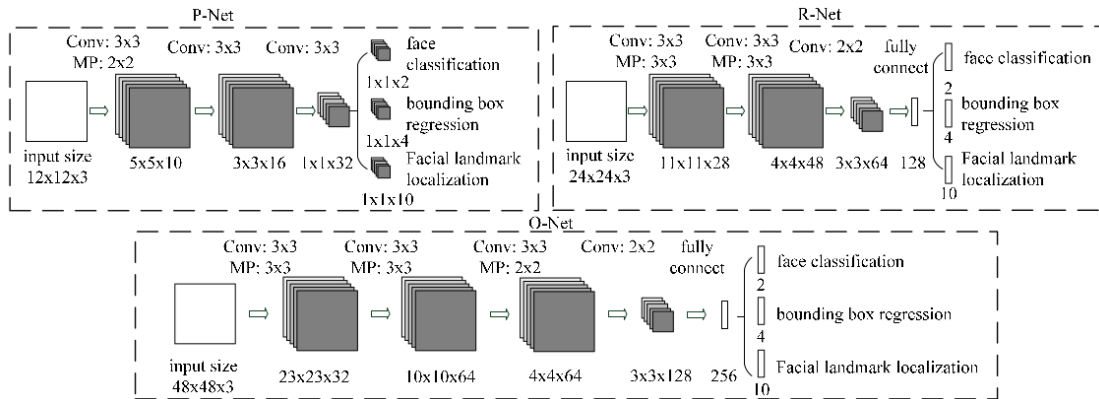 P-Net
Conv: 3x3
MP: 2x2
Conv: 3x3
Conv: 3x3
face
classification
1x1x2
bounding box
regression
1x1x4
Facial landmark
localization
1x1x10
input size
12x12x3
5x5x10
3x3x16
1x1x32
R-Net
Conv: 3x3
MP: 3x3
Conv: 3x3
MP: 3x3
Conv: 2x2
fully
connect
face classification
2
bounding box
regression
4
Facial landmark
localization
10
input size
24x24x3
11x11x28
4x4x48
3x3x64
128
O-Net
Conv: 3x3
MP: 3x3
Conv: 3x3
MP: 3x3
Conv: 3x3
MP: 2x2
Conv: 2x2
fully
connect
face classification
2
bounding box regression
4
Facial landmark localization
10
input size
48x48x3
23x23x32
10x10x64
4x4x64
3x3x128
256